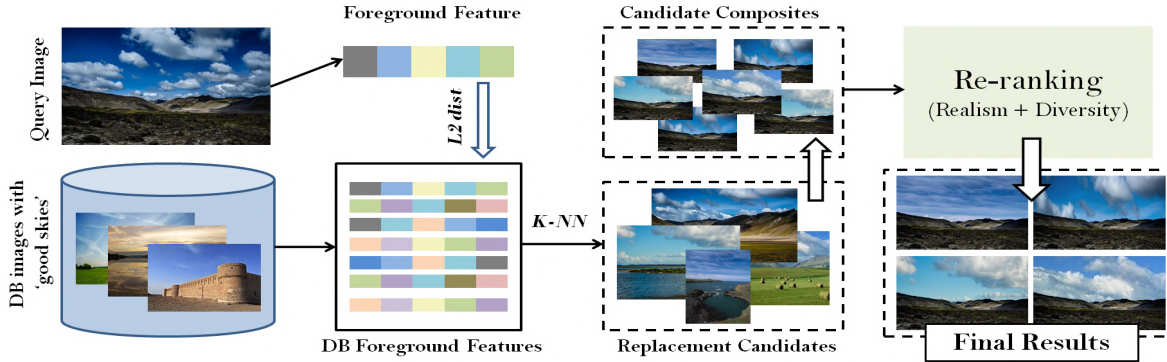 Foreground Feature
Candidate Composites
Query Image
L2 dist
Re-ranking
(Realism + Diversity)
DB images with
‘good skies’
K-NN
DB Foreground Features
Replacement Candidates
Final Results